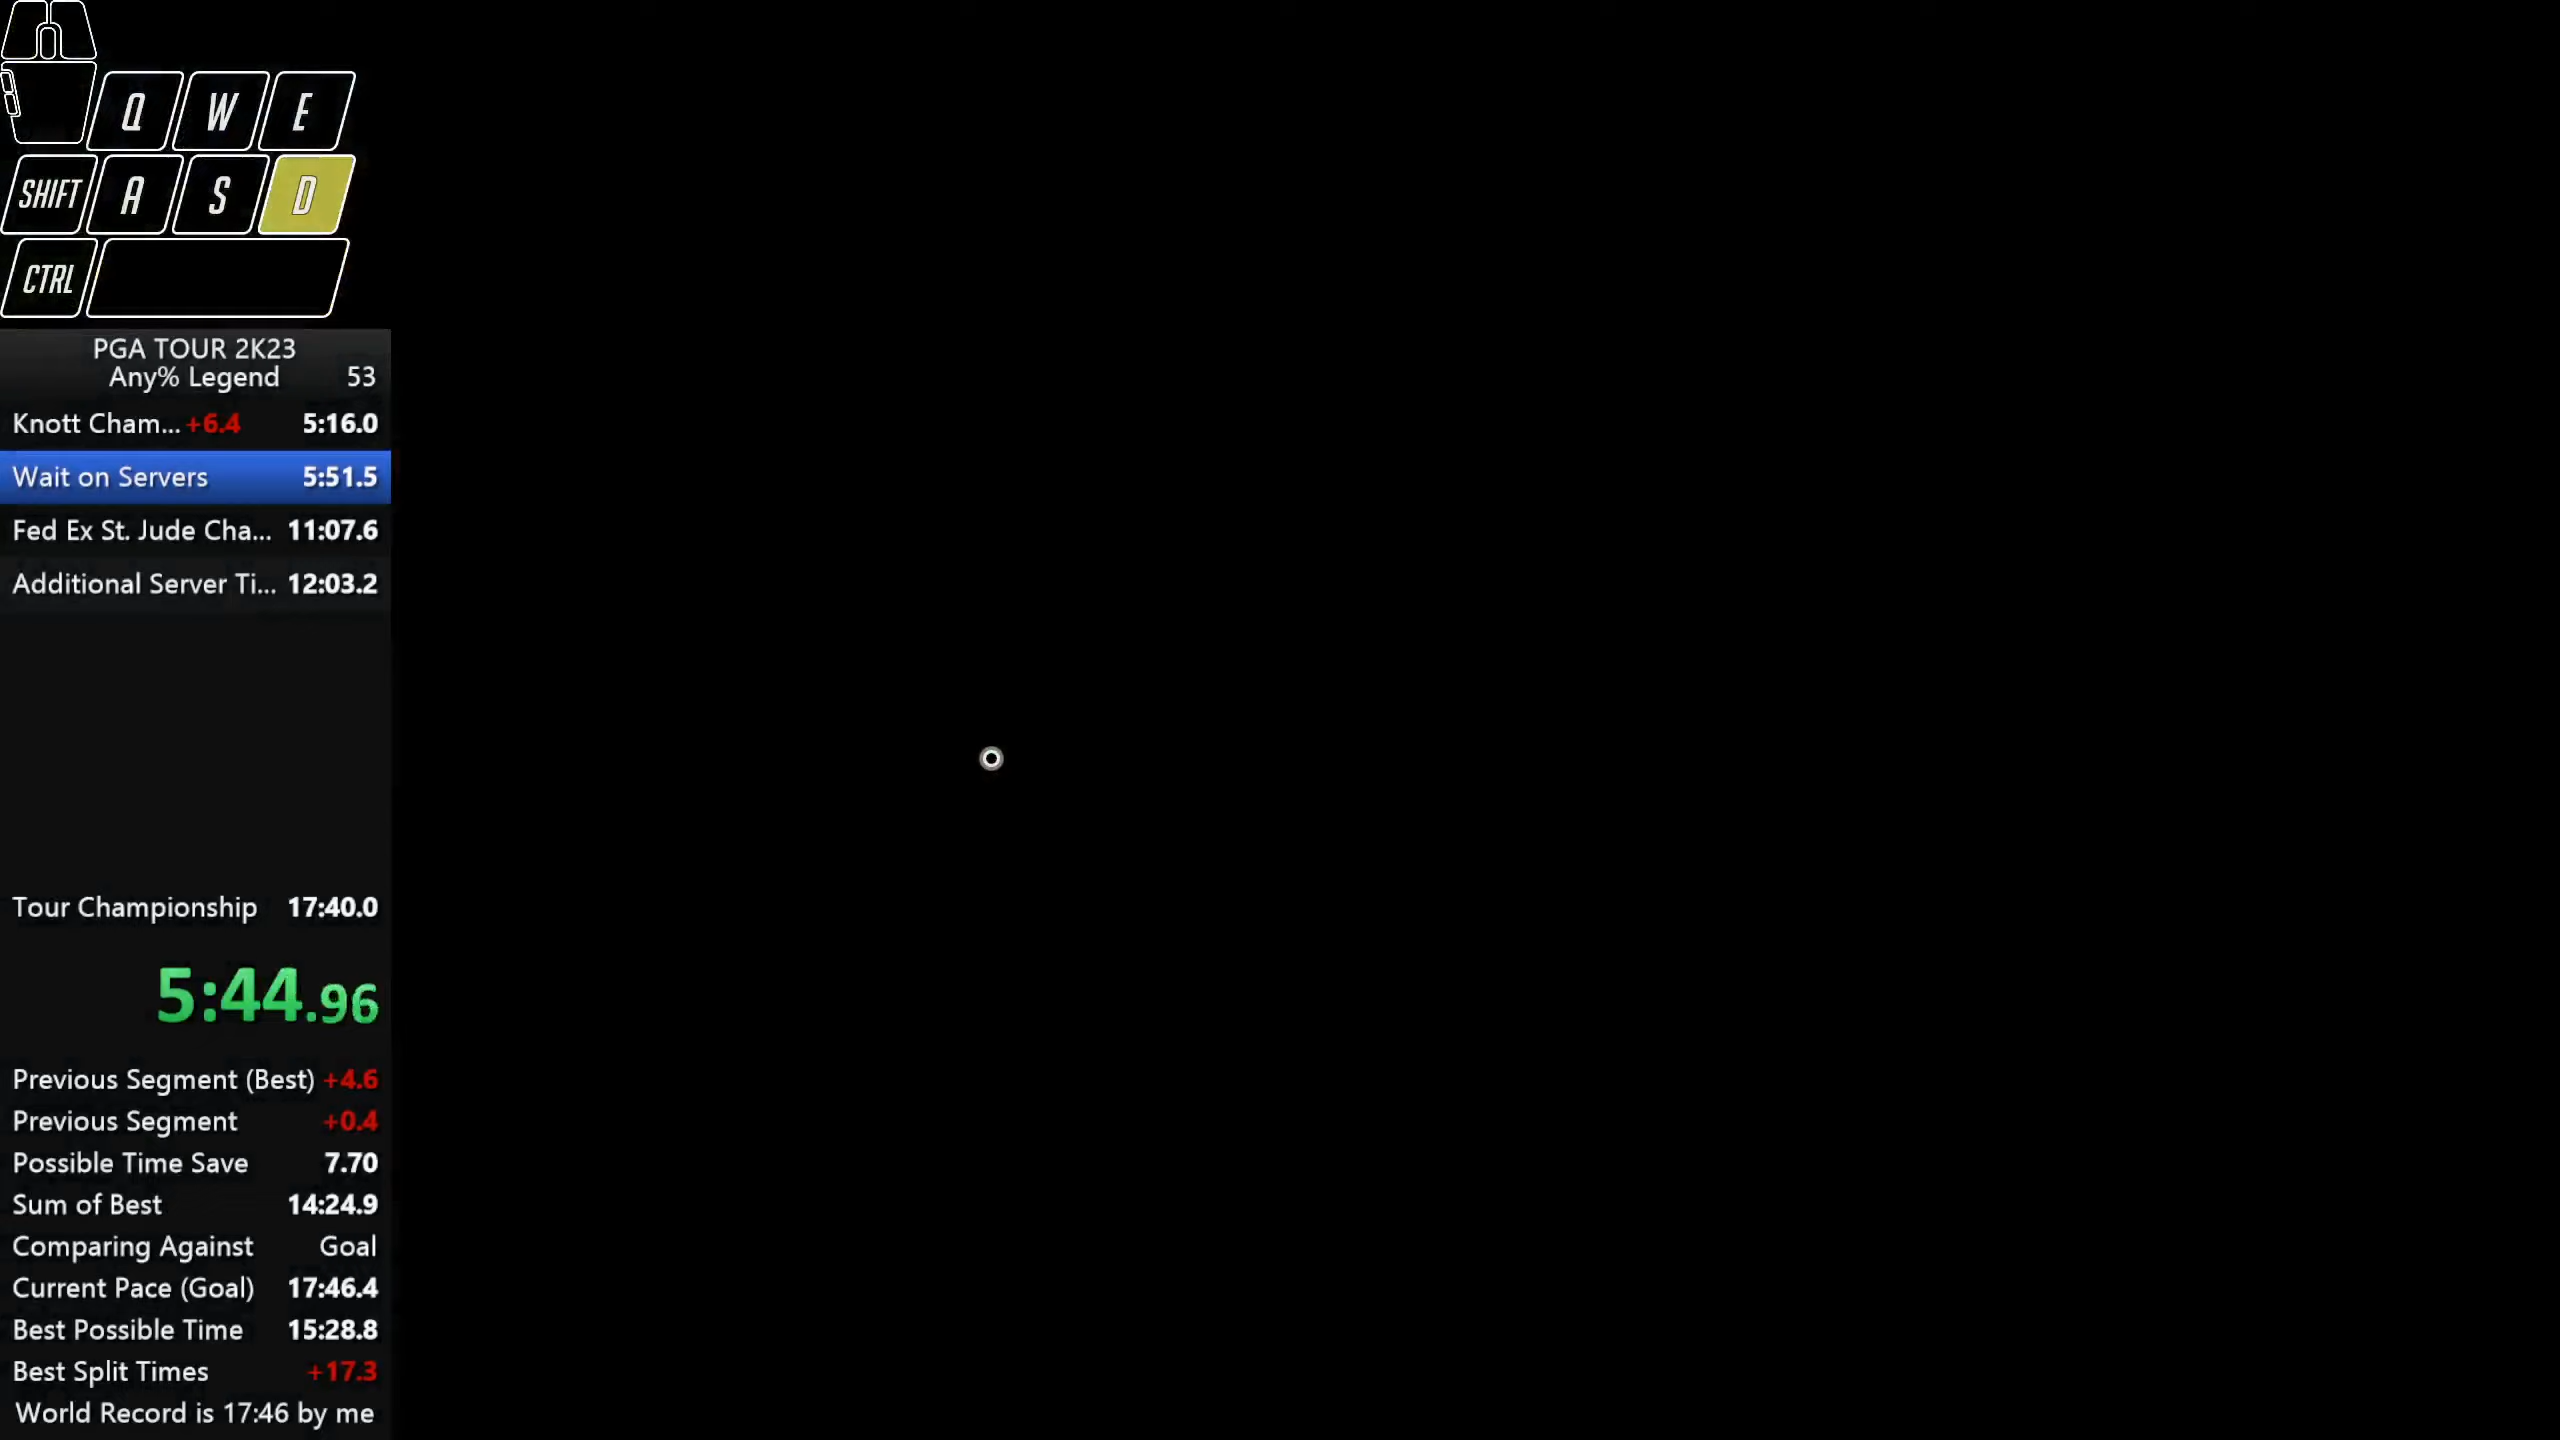 Q W E
SHIFT A S D
CTRL
PGA TOUR 2K23
Any% Legend 53
Knott Cham... +6.4 5:16.0
Wait on Servers 5:51.5
Fed Ex St. Jude Cha... 11:07.6
Additional Server Ti... 12:03.2
Tour Championship 17:40.0
5:44.96
Previous Segment (Best) +4.6
Previous Segment +0.4
Possible Time Save 7.70
Sum of Best 14:24.9
Comparing Against Goal
Current Pace (Goal) 17:46.4
Best Possible Time 15:28.8
Best Split Times +17.3
World Record is 17:46 by me